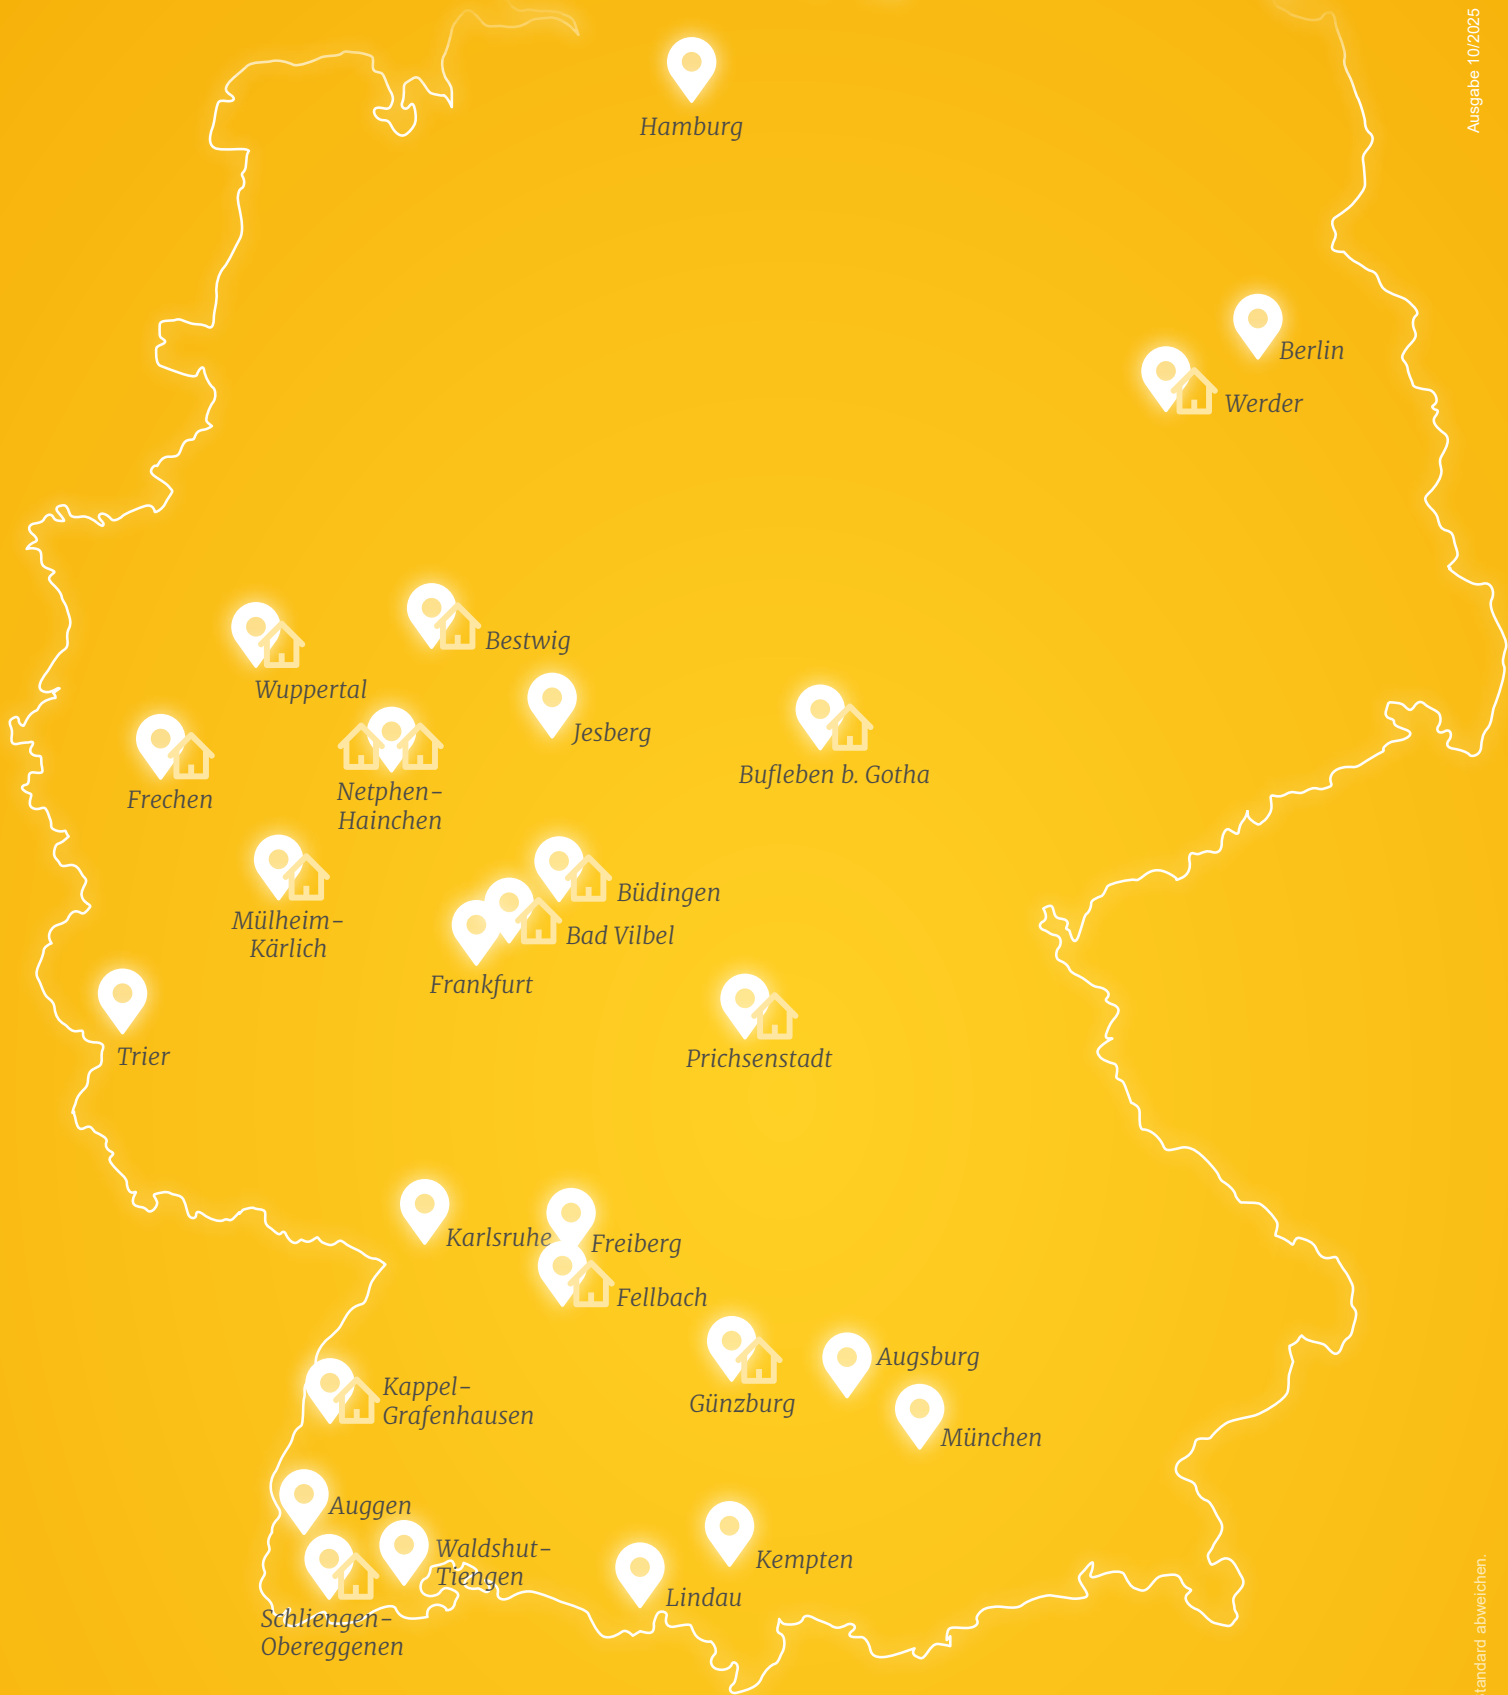 Ausgabe 10/2025
Hamburg
Berlin
Werder
Bestwig
Wuppertal
Jesberg
Bufleben b. Gotha
Frechen
Netphen-
Hainchen
Büdingen
Mülheim-
Kärlich
Bad Vilbel
Frankfurt
Trier
Prichsenstadt
Karlsruhe
Freiberg
Fellbach
Augsburg
Kappel-
Grafenhausen
Günzburg
München
Auggen
Waldshut-
Tiengen
Kempten
Lindau
Schliengen-
Obereggenen
abweichen.